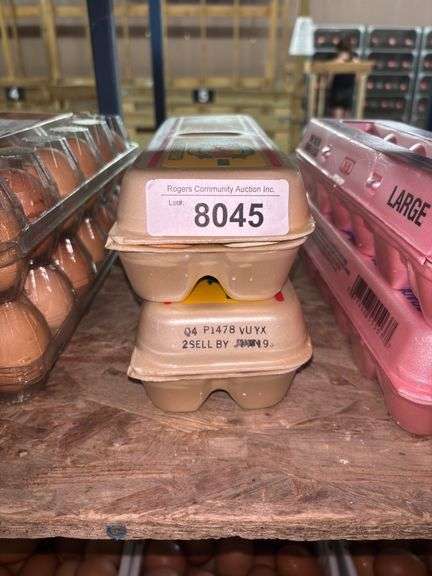 Rogers Community Auction Inc.
Lot#:
8045
04 P1478 VUYX
2SELL BY
LARGE